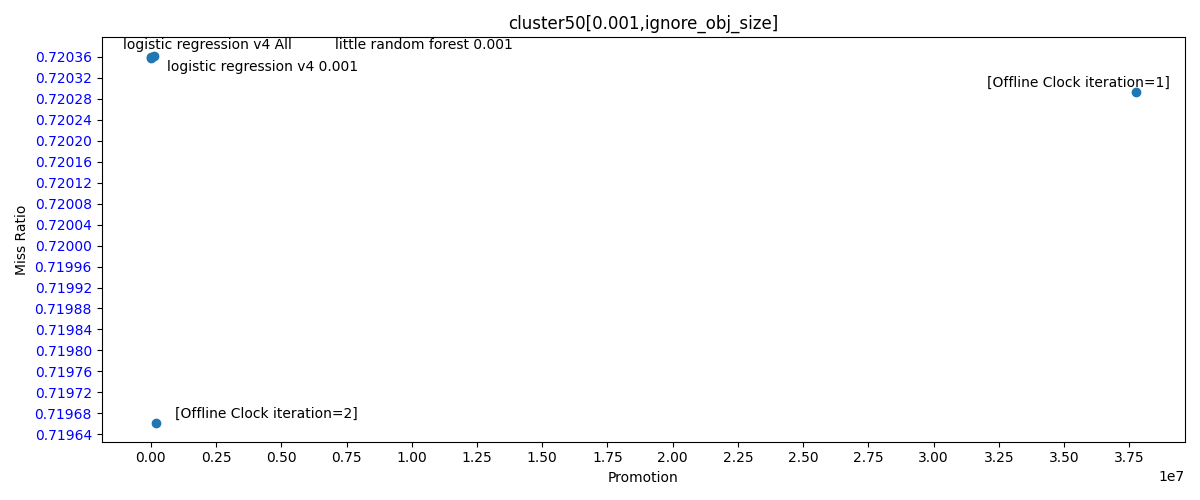 cluster50[0.001,ignore_obj_size]
logistic regression v4 All
little random forest 0.001
logistic regression v4 0.001
[Offline Clock iteration=1]
[Offline Clock iteration=2]
Miss Ratio
0.72036
0.72032
0.72028
0.72024
0.72020
0.72016
0.72012
0.72008
0.72004
0.72000
0.71996
0.71992
0.71988
0.71984
0.71980
0.71976
0.71972
0.71968
0.71964
0.00 0.25 0.50 0.75 1.00 1.25 1.50 1.75 2.00 2.25 2.50 2.75 3.00 3.25 3.50 3.75
1e7
Promotion